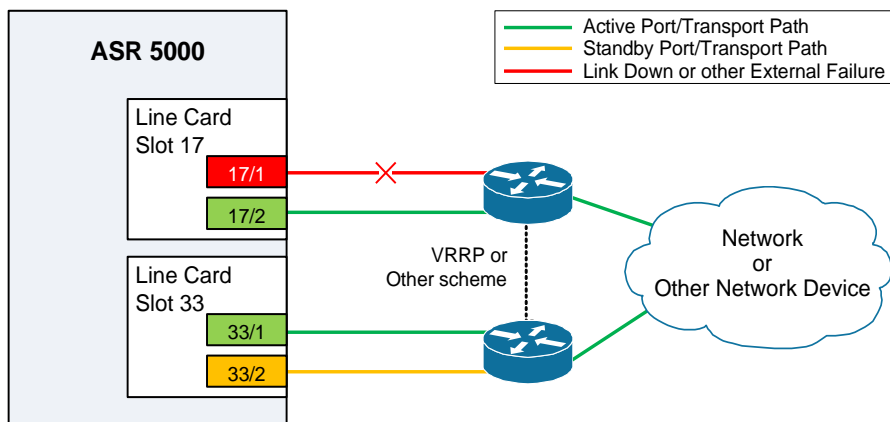 ASR 5000
Active Port/Transport Path
Standby Port/Transport Path
Link Down or other External Failure
Line Card
Slot 17
17/1
17/2
VRRP or
Other scheme
Network
or
Other Network Device
Line Card
Slot 33
33/1
33/2